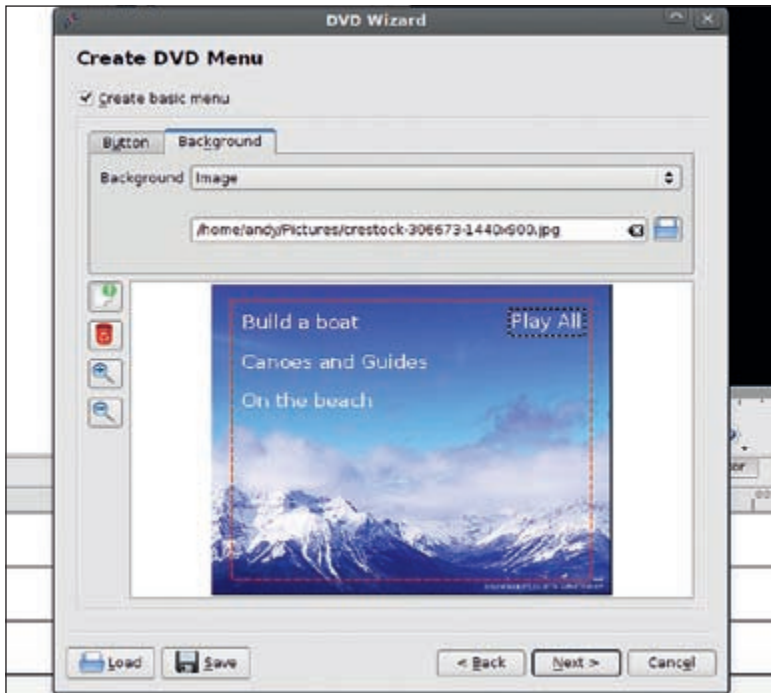 DVD Wizard
Create DVD Menu
Create basic menu
Button Background
Background Image
/home/andy/Pictures/crestock-306673-1440x900.jpg
Build a boat Play All
Canoes and Guides
On the beach
Load Save < Back Next > Cancel